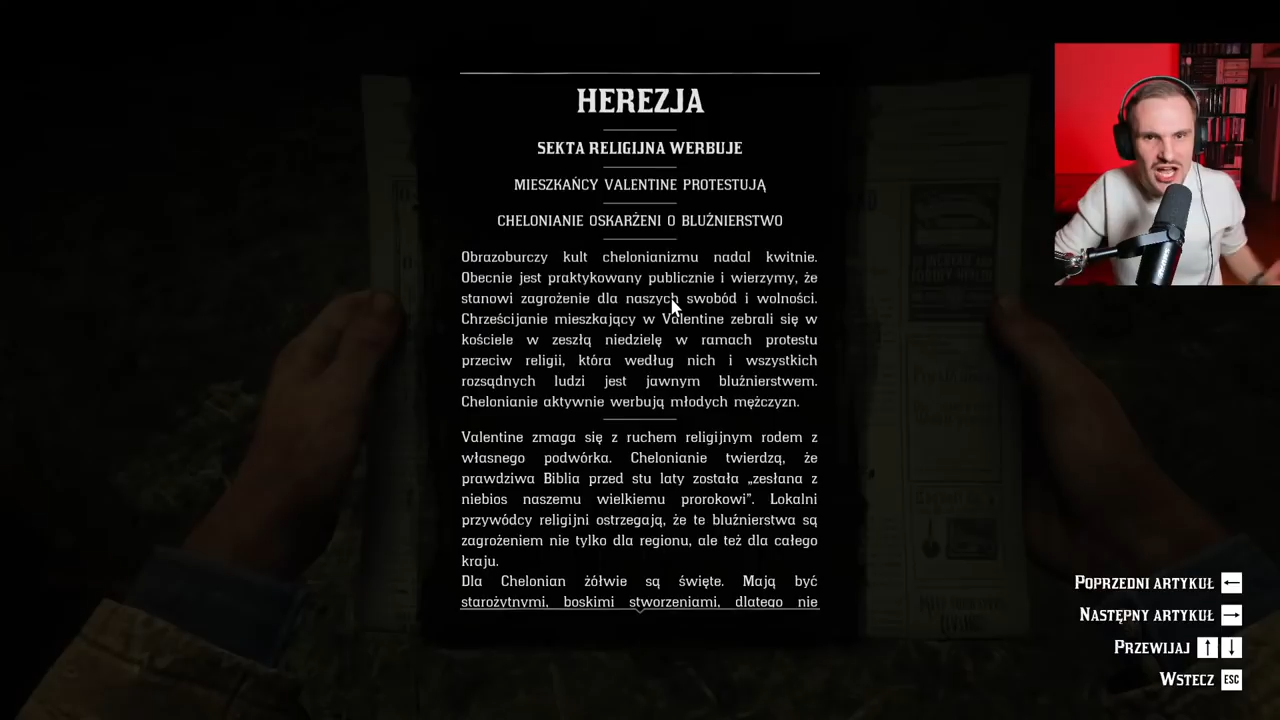 HEREZJA
SEKTA RELIGIJNA WERBUJE
MIESZKAŃCY VALENTINE PROTESTUJĄ
CHELONIANIE OSKARŻENI O BLUŹNIERSTWO
Obrazoburczy kult chelonianizmu nadal kwitnie.
Obecnie jest praktykowany publicznie i wierzymy, że
stanowi zagrożenie dla naszych swobód i wolności.
Chrześcijanie mieszkający w Valentine zebrali się w
kościele w zeszłą niedzielę w ramach protestu
przeciw religii, która według nich i wszystkich
rozsądnych ludzi jest jawnym bluźnierstwem.
Chelonianie aktywnie werbują młodych mężczyzn.
Valentine zmaga się z ruchem religijnym rodem z
własnego podwórka. Chelonianie twierdzą, że
prawdziwa Biblia przed stu laty została „zesłana z
niebios naszemu wielkiemu prorokowi”. Lokalni
przywódcy religijni ostrzegają, że te bluźnierstwa są
zagrożeniem nie tylko dla regionu, ale też dla całego
kraju.
Dla Chelonian żółwie są święte. Mają być
starożytnymi, boskimi stworzeniami, dlatego nie
POPRZEDNI ARTYKUŁ ←
NASTĘPNY ARTYKUŁ →
PRZEWIJAJ ↑ ↓
WSTECZ ESC